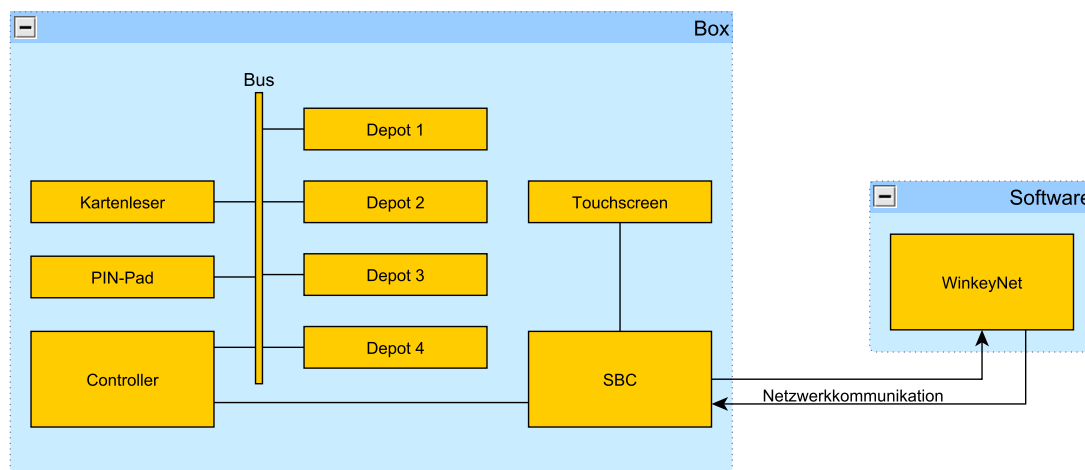 Box
Bus
Depot 1
Kartenleser
Depot 2
Touchscreen
Software
PIN-Pad
Depot 3
WinkeyNet
Controller
Depot 4
SBC
Netzwerkkommunikation